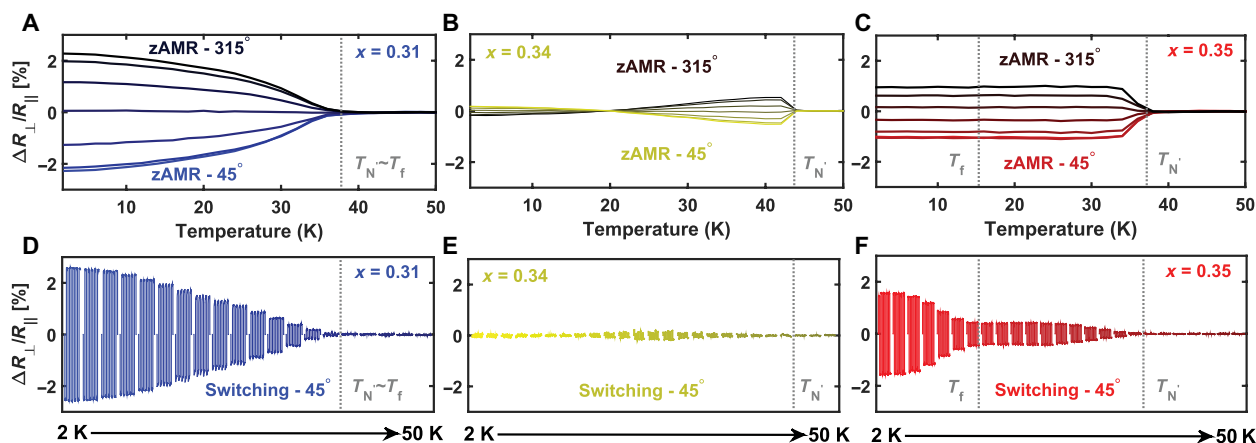 A
B
C
ΔR⊥/R|| [%]
2
0
−2
zAMR - 315°
x = 0.31
zAMR - 45°
T_N'~T_f
10
20
30
40
50
Temperature (K)
x = 0.34
zAMR - 315°
zAMR - 45°
T_N'
2
0
−2
10
20
30
40
50
Temperature (K)
zAMR - 315°
x = 0.35
T_f
zAMR - 45°
T_N'
2
0
−2
10
20
30
40
50
Temperature (K)
D
E
F
ΔR⊥/R|| [%]
2
0
−2
x = 0.31
Switching - 45°
T_N'~T_f
2 K
50 K
x = 0.34
2
0
−2
Switching - 45°
T_N'
2 K
50 K
x = 0.35
2
0
−2
T_f
Switching - 45°
T_N'
2 K
50 K